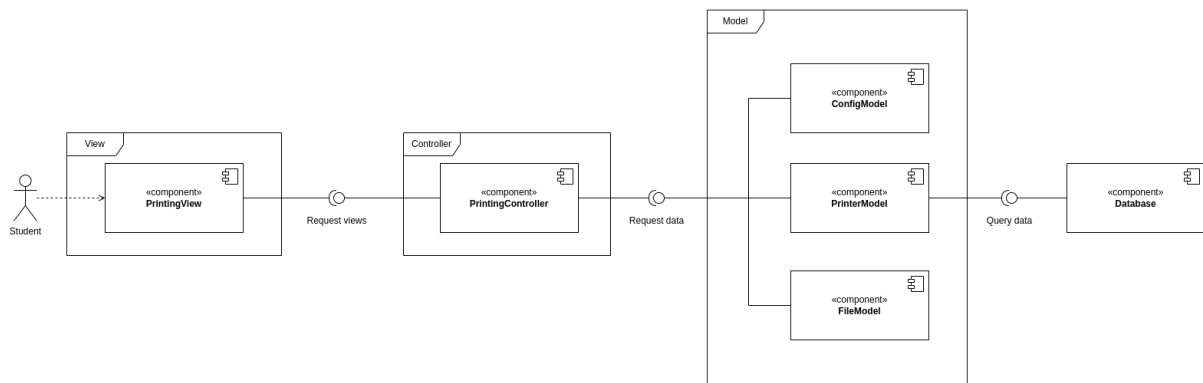 Model
«component»
ConfigModel
View
Controller
«component»
PrintingView
«component»
PrintingController
«component»
PrinterModel
«component»
Database
Student
Request views
Request data
Query data
«component»
FileModel